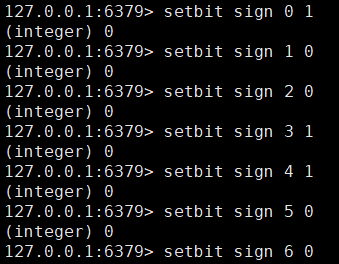 127.0.0.1:6379> setbit sign 0 1
(integer) 0
127.0.0.1:6379> setbit sign 1 0
(integer) 0
127.0.0.1:6379> setbit sign 2 0
(integer) 0
127.0.0.1:6379> setbit sign 3 1
(integer) 0
127.0.0.1:6379> setbit sign 4 1
(integer) 0
127.0.0.1:6379> setbit sign 5 0
(integer) 0
127.0.0.1:6379> setbit sign 6 0